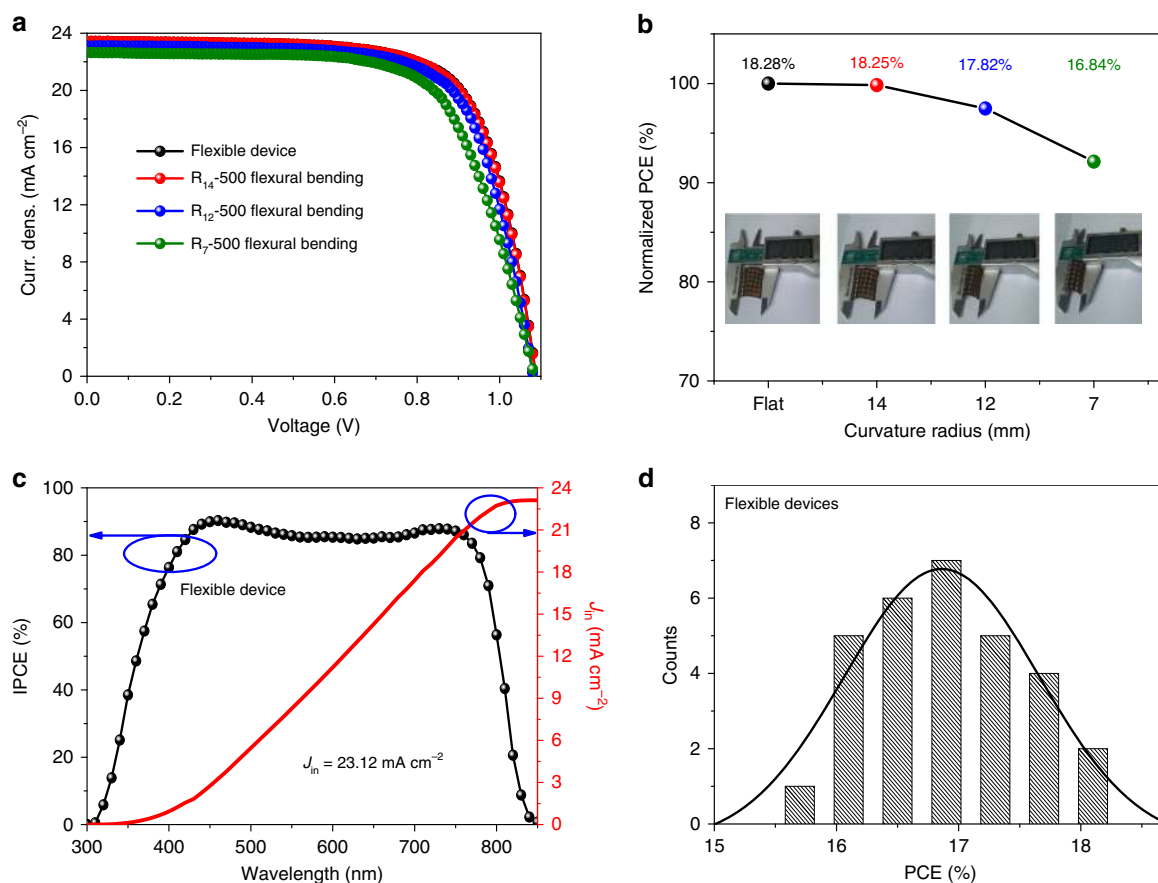 a
24
20
16
12
8
4
0
Curr. dens. (mA cm⁻²)
Flexible device
R₁₄-500 flexural bending
R₁₂-500 flexural bending
R₇-500 flexural bending
0.0 0.2 0.4 0.6 0.8 1.0
Voltage (V)
b
18.28% 18.25% 17.82% 16.84%
100
90
80
70
Normalized PCE (%)
Flat 14 12 7
Curvature radius (mm)
c
100
80
60
40
20
0
IPCE (%)
Flexible device
J_in = 23.12 mA cm⁻²
24
21
18
15
12
9
6
3
0
J_in (mA cm⁻²)
300 400 500 600 700 800
Wavelength (nm)
d
Flexible devices
8
6
4
2
0
Counts
15 16 17 18
PCE (%)